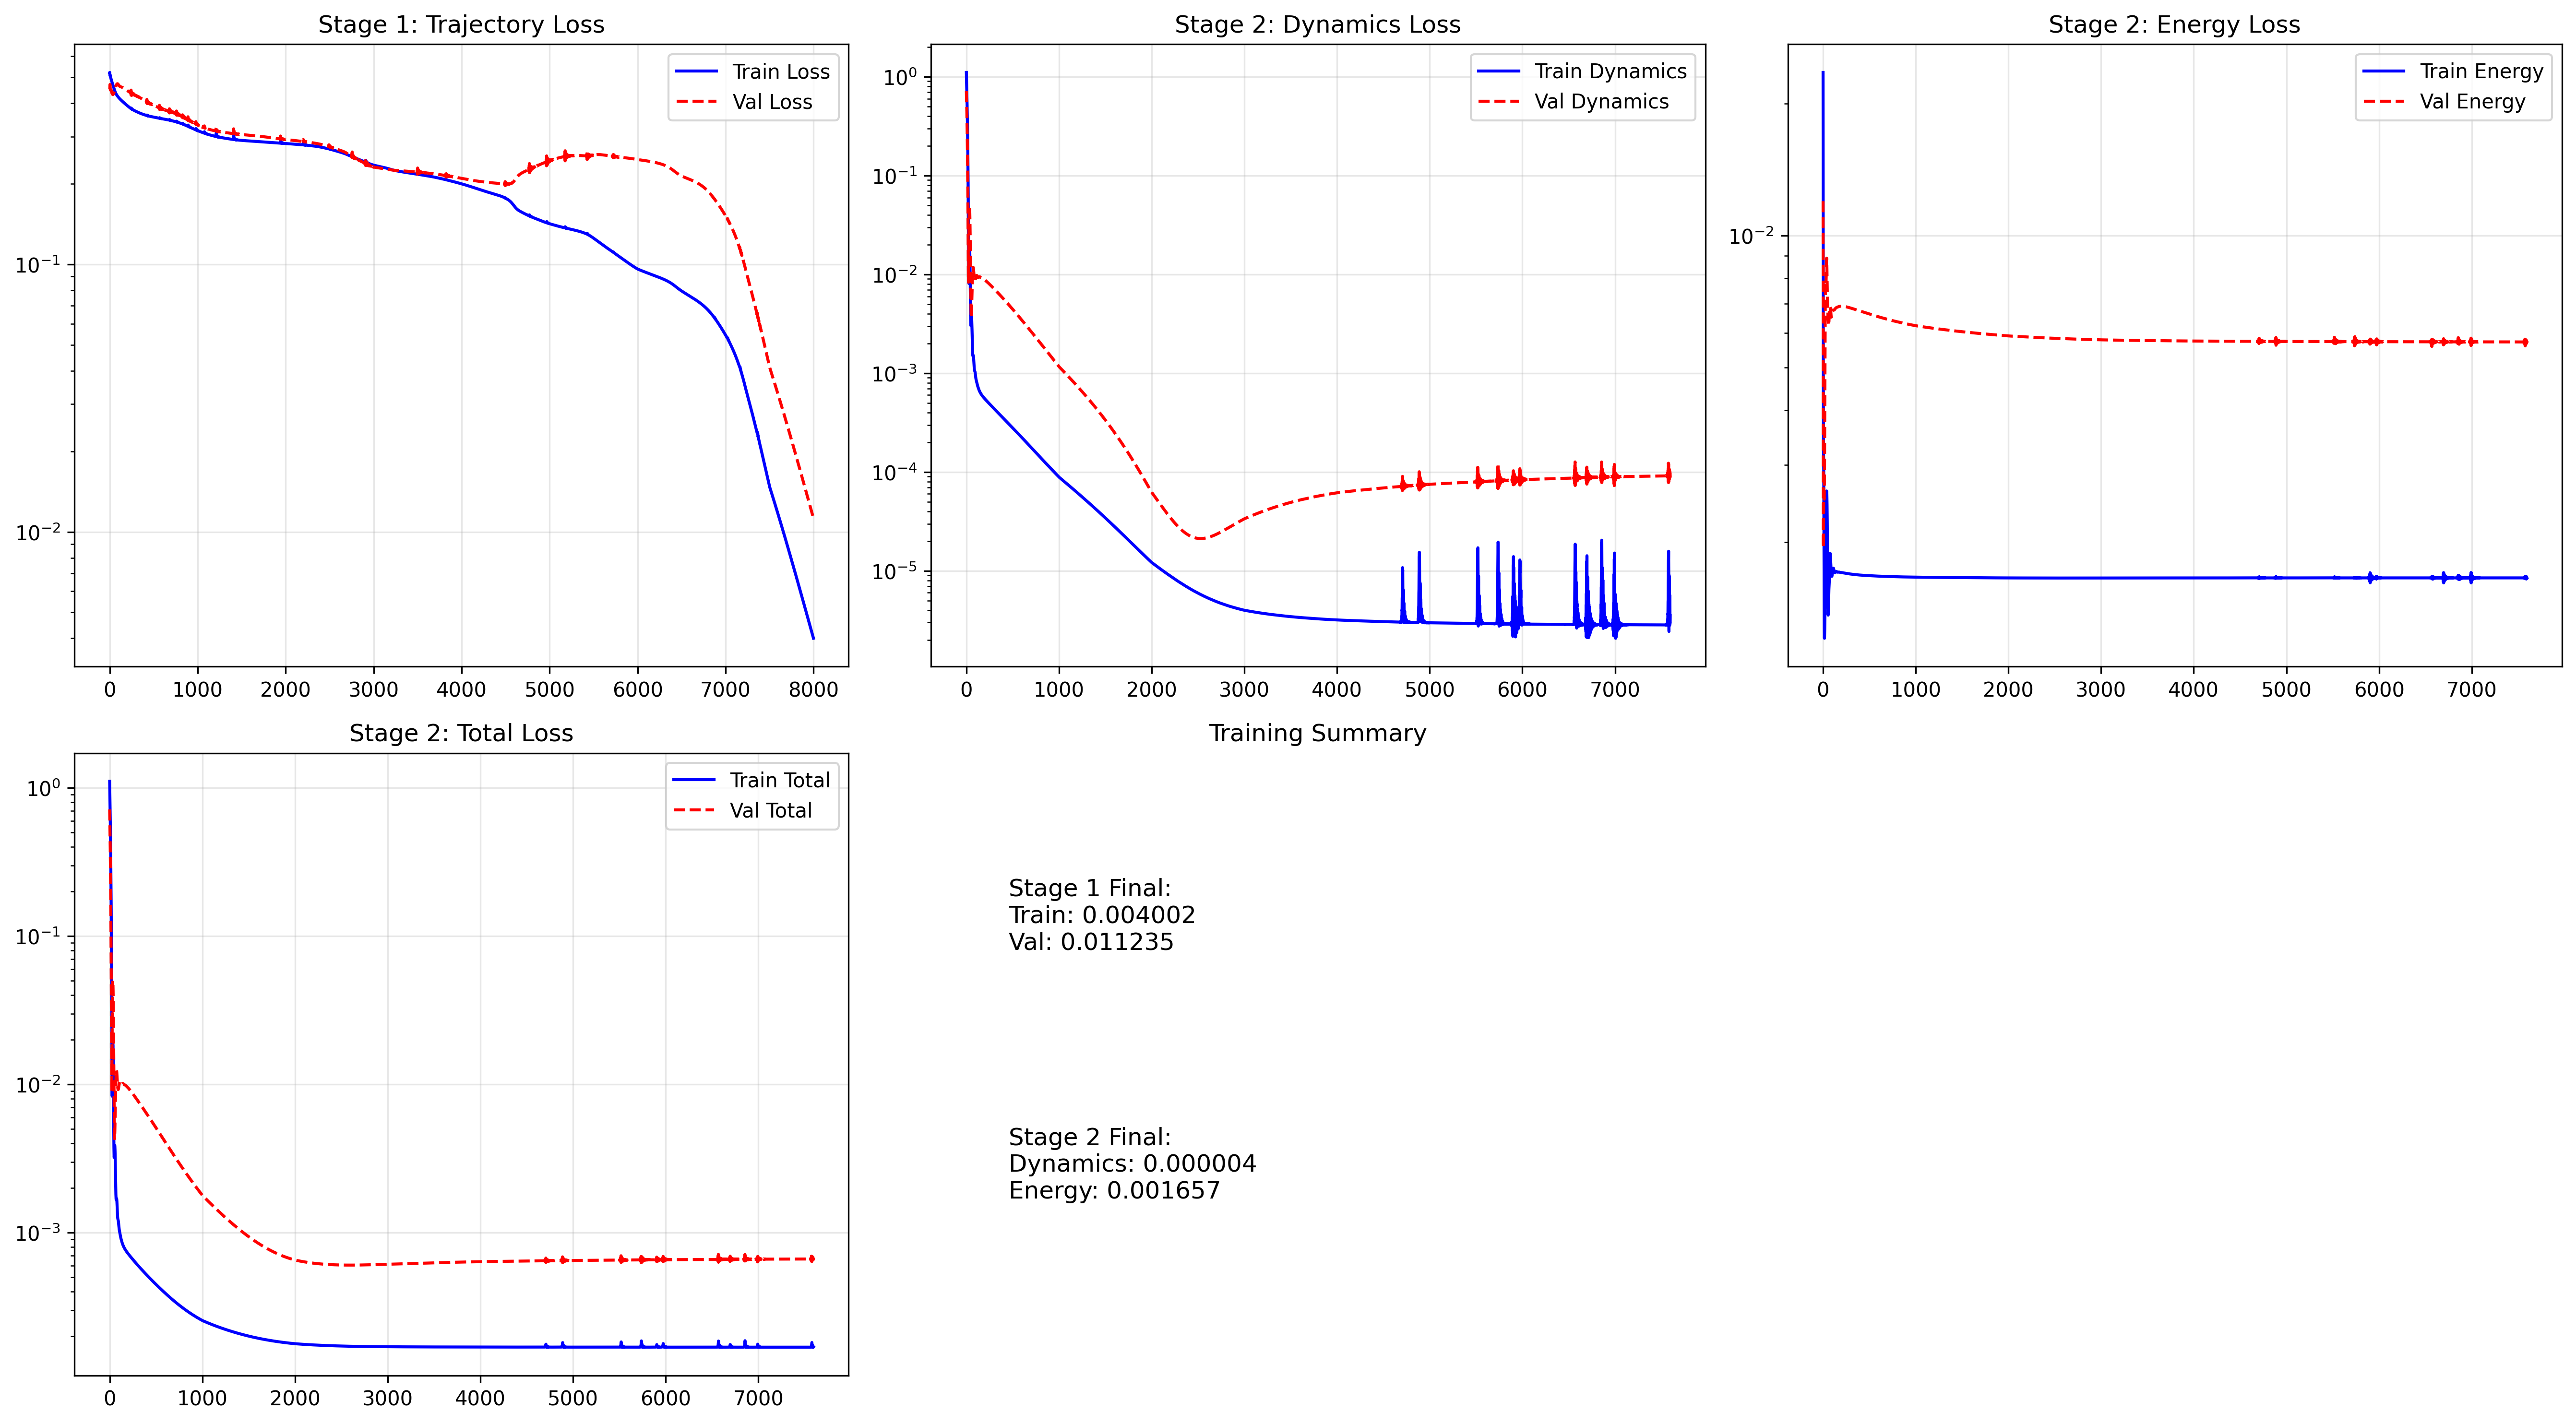 Stage 1: Trajectory Loss
Train Loss
Val Loss
10⁻¹
10⁻²
0 1000 2000 3000 4000 5000 6000 7000 8000
Stage 2: Dynamics Loss
Train Dynamics
Val Dynamics
10⁰
10⁻¹
10⁻²
10⁻³
10⁻⁴
10⁻⁵
0 1000 2000 3000 4000 5000 6000 7000
Stage 2: Energy Loss
Train Energy
Val Energy
10⁻²
0 1000 2000 3000 4000 5000 6000 7000
Stage 2: Total Loss
Train Total
Val Total
10⁰
10⁻¹
10⁻²
10⁻³
0 1000 2000 3000 4000 5000 6000 7000
Training Summary
Stage 1 Final:
Train: 0.004002
Val: 0.011235
Stage 2 Final:
Dynamics: 0.000004
Energy: 0.001657